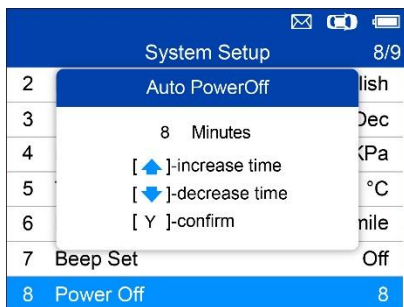 System Setup 8/9
Auto PowerOff
8 Minutes
[ ]-increase time
[ ]-decrease time
[ Y ]-confirm
2 lish
3 Dec
4 KPa
5 °C
6 mile
7 Beep Set Off
8 Power Off 8